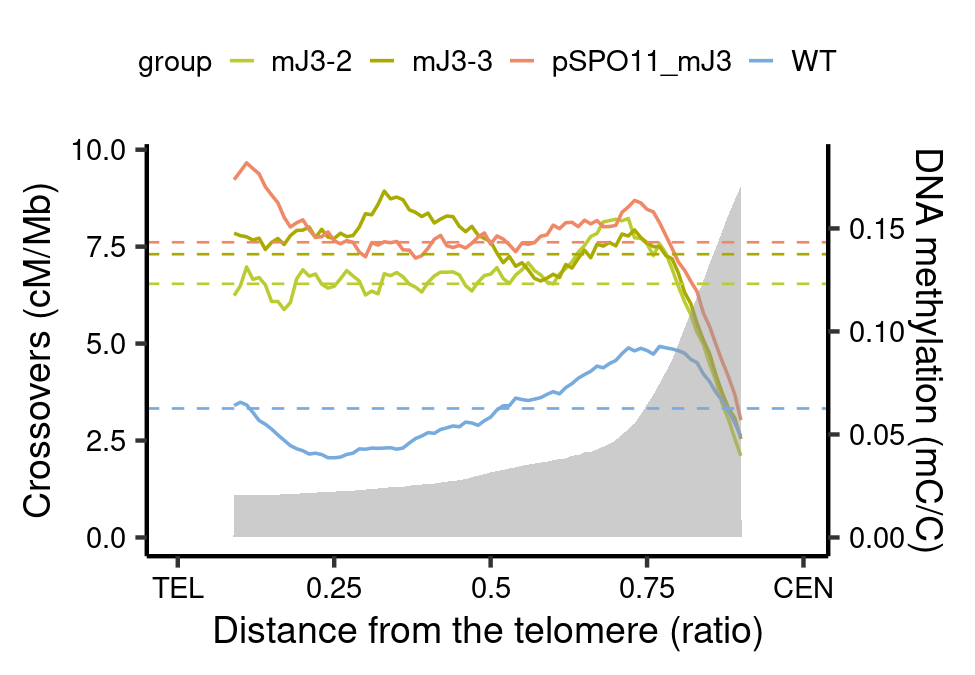 group mJ3-2 mJ3-3 pSPO11_mJ3 WT
Crossovers (cM/Mb)
10.0
7.5
5.0
2.5
0.0
DNA methylation (mC/C)
0.15
0.10
0.05
0.00
TEL 0.25 0.5 0.75 CEN
Distance from the telomere (ratio)